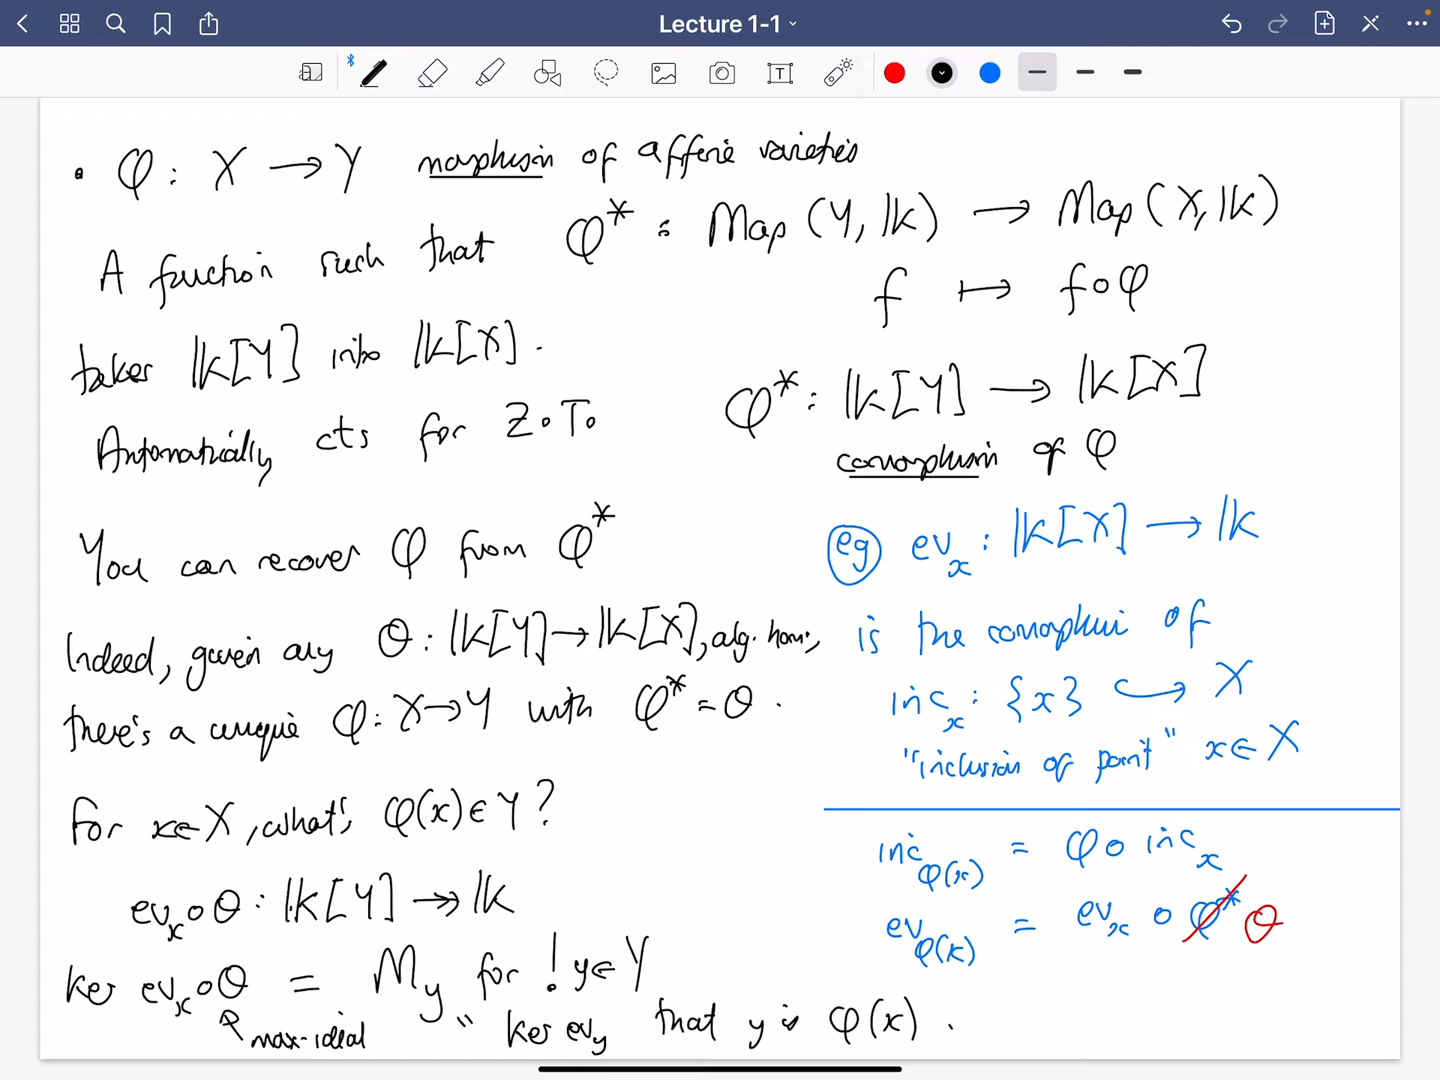 Lecture 1-1
• φ : X → Y morphism of affine varieties
A function such that φ* : Map (Y, 𝕜) → Map (X, 𝕜)
f ↦ f∘φ
takes 𝕜[Y] into 𝕜[X].
φ* : 𝕜[Y] → 𝕜[X]
comorphism of φ
Automatically cts for Z.T.
You can recover φ from φ*
Indeed, given any θ : 𝕜[Y] → 𝕜[X], alg. hom.,
there's a unique φ : X → Y with φ* = θ.
For x∈X, what's φ(x) ∈ Y?
ev_x ∘ θ : 𝕜[Y] ↠ 𝕜
ker ev_x ∘ θ = M_y for ! y∈Y
max-ideal " ker ev_y that y is φ(x).
eg ev_x : 𝕜[X] → 𝕜
is the comorphism of
inc_x : {x} ↪ X
"inclusion of point" x∈X
inc_φ(x) = φ ∘ inc_x
ev_φ(x) = ev_x ∘ φ* θ